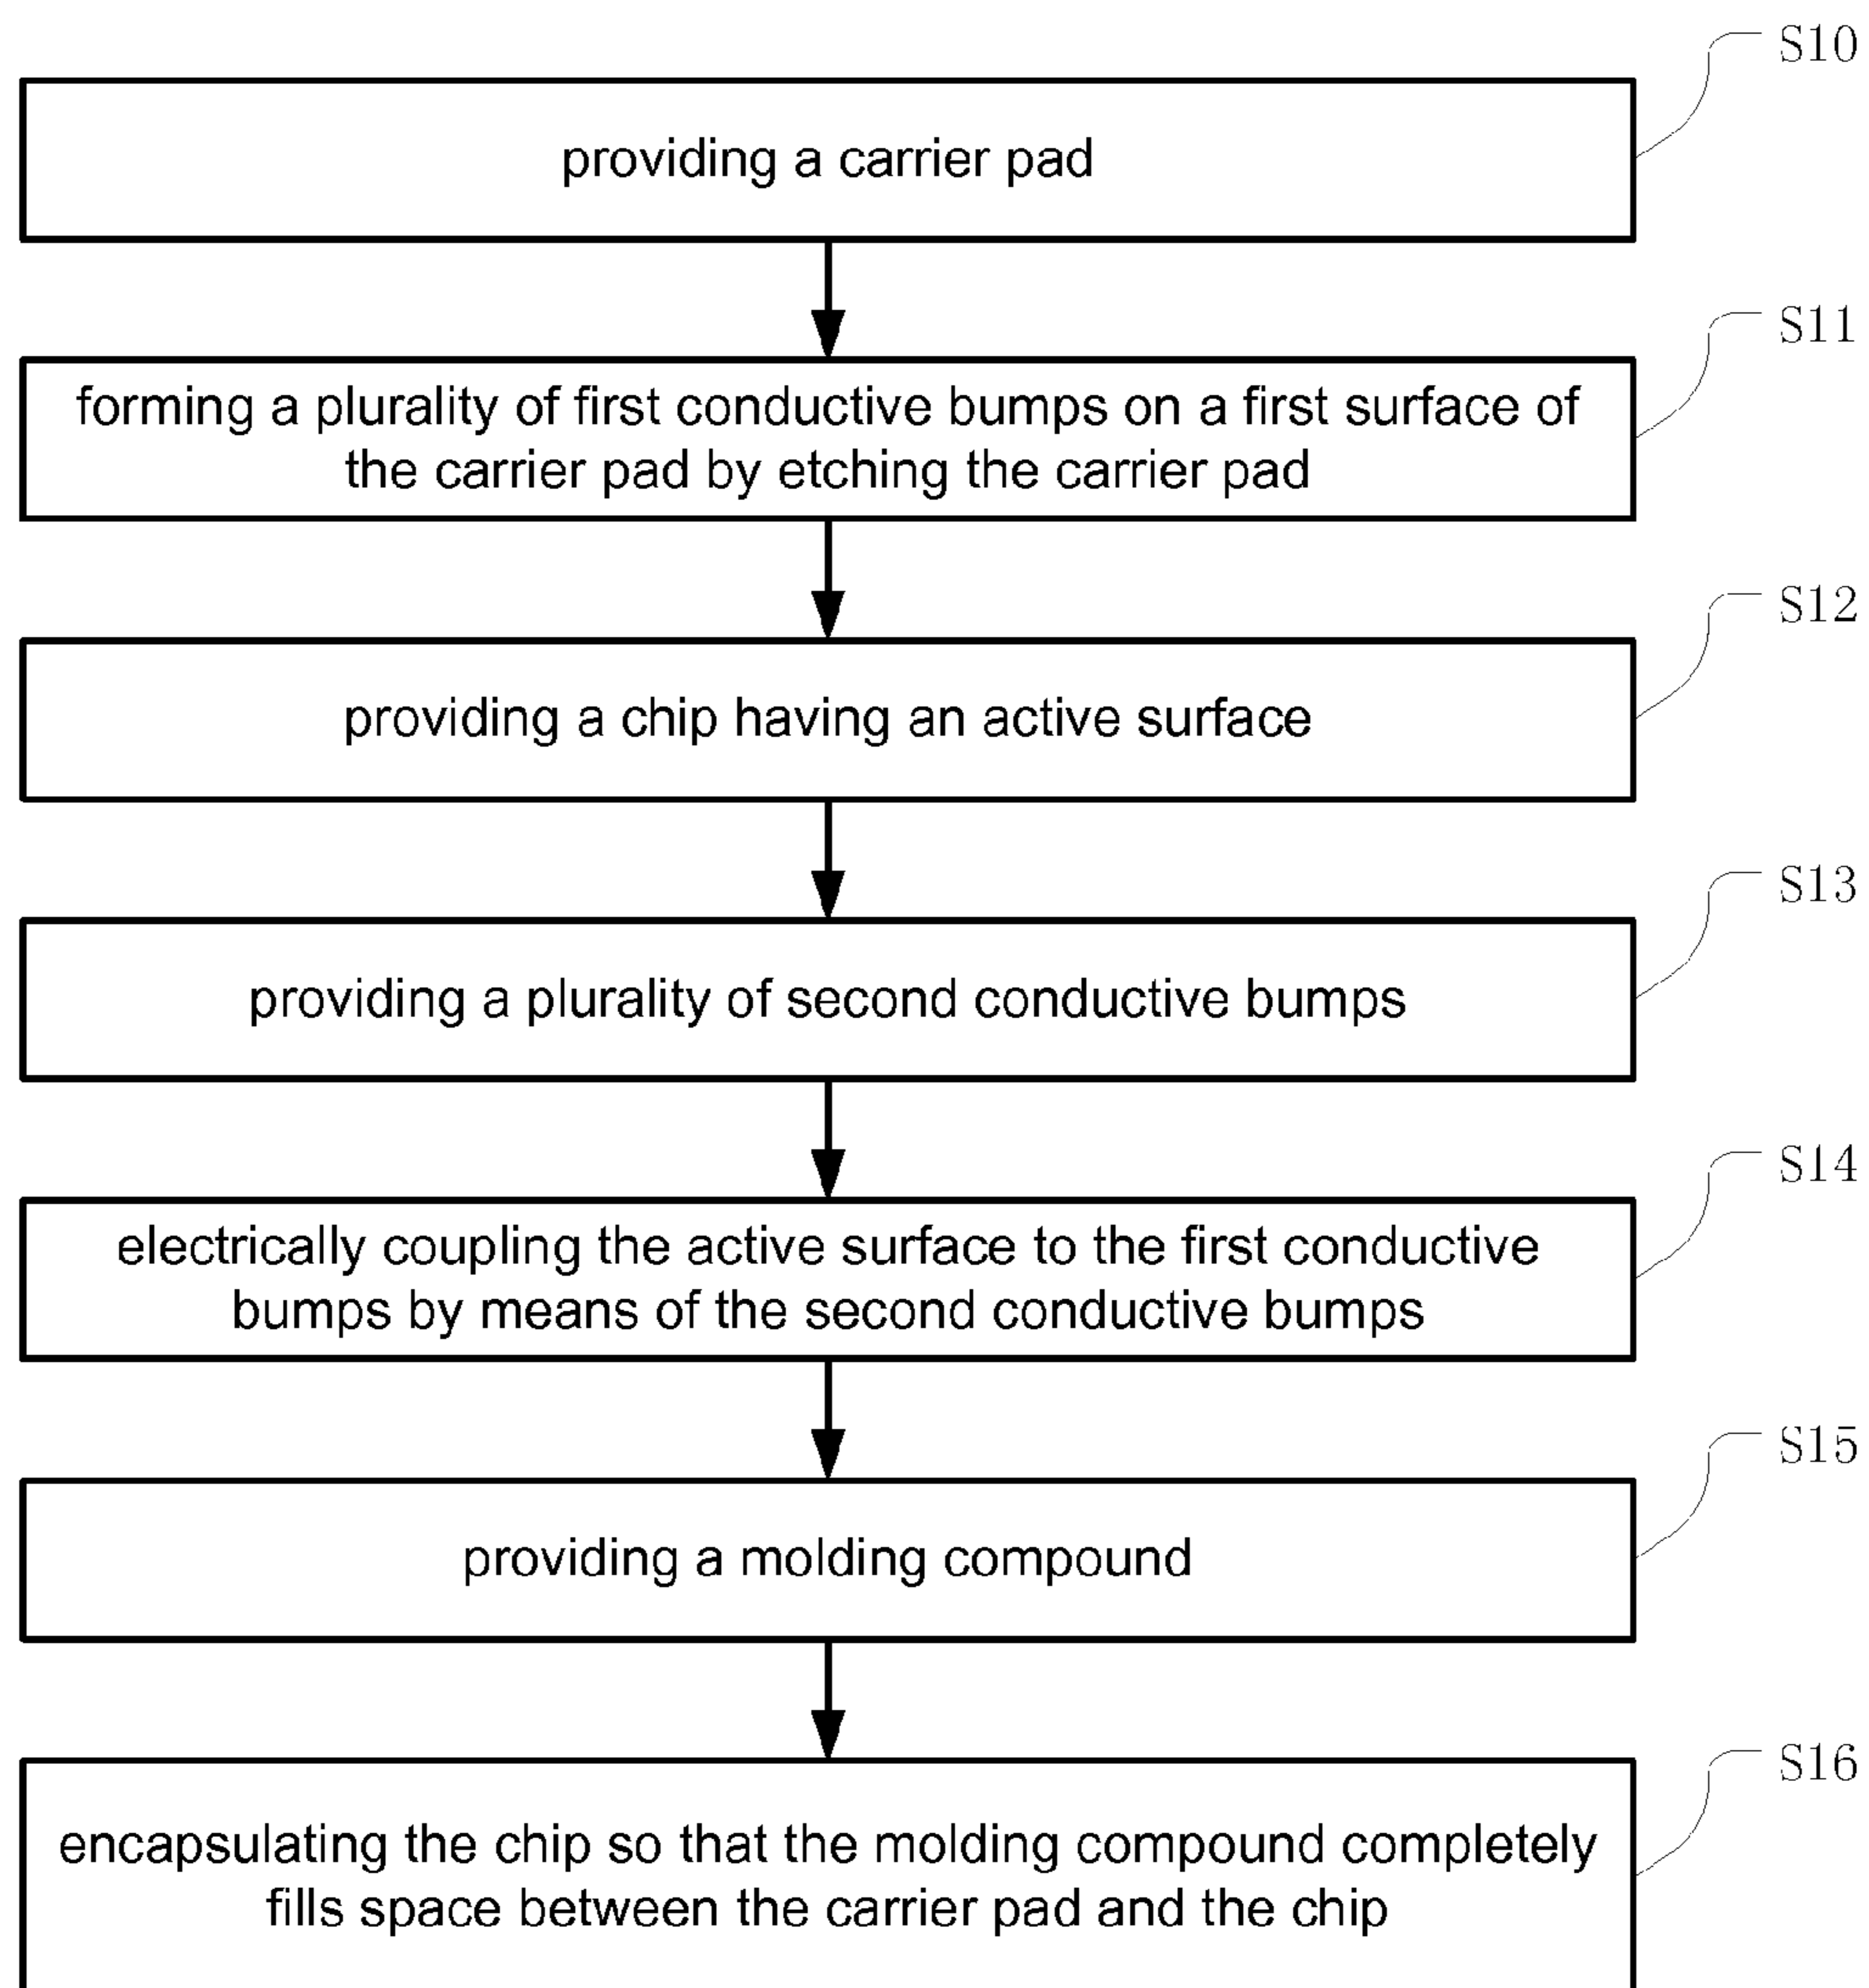 S10
providing a carrier pad
S11
forming a plurality of first conductive bumps on a first surface of
the carrier pad by etching the carrier pad
S12
providing a chip having an active surface
S13
providing a plurality of second conductive bumps
S14
electrically coupling the active surface to the first conductive
bumps by means of the second conductive bumps
S15
providing a molding compound
S16
encapsulating the chip so that the molding compound completely
fills space between the carrier pad and the chip